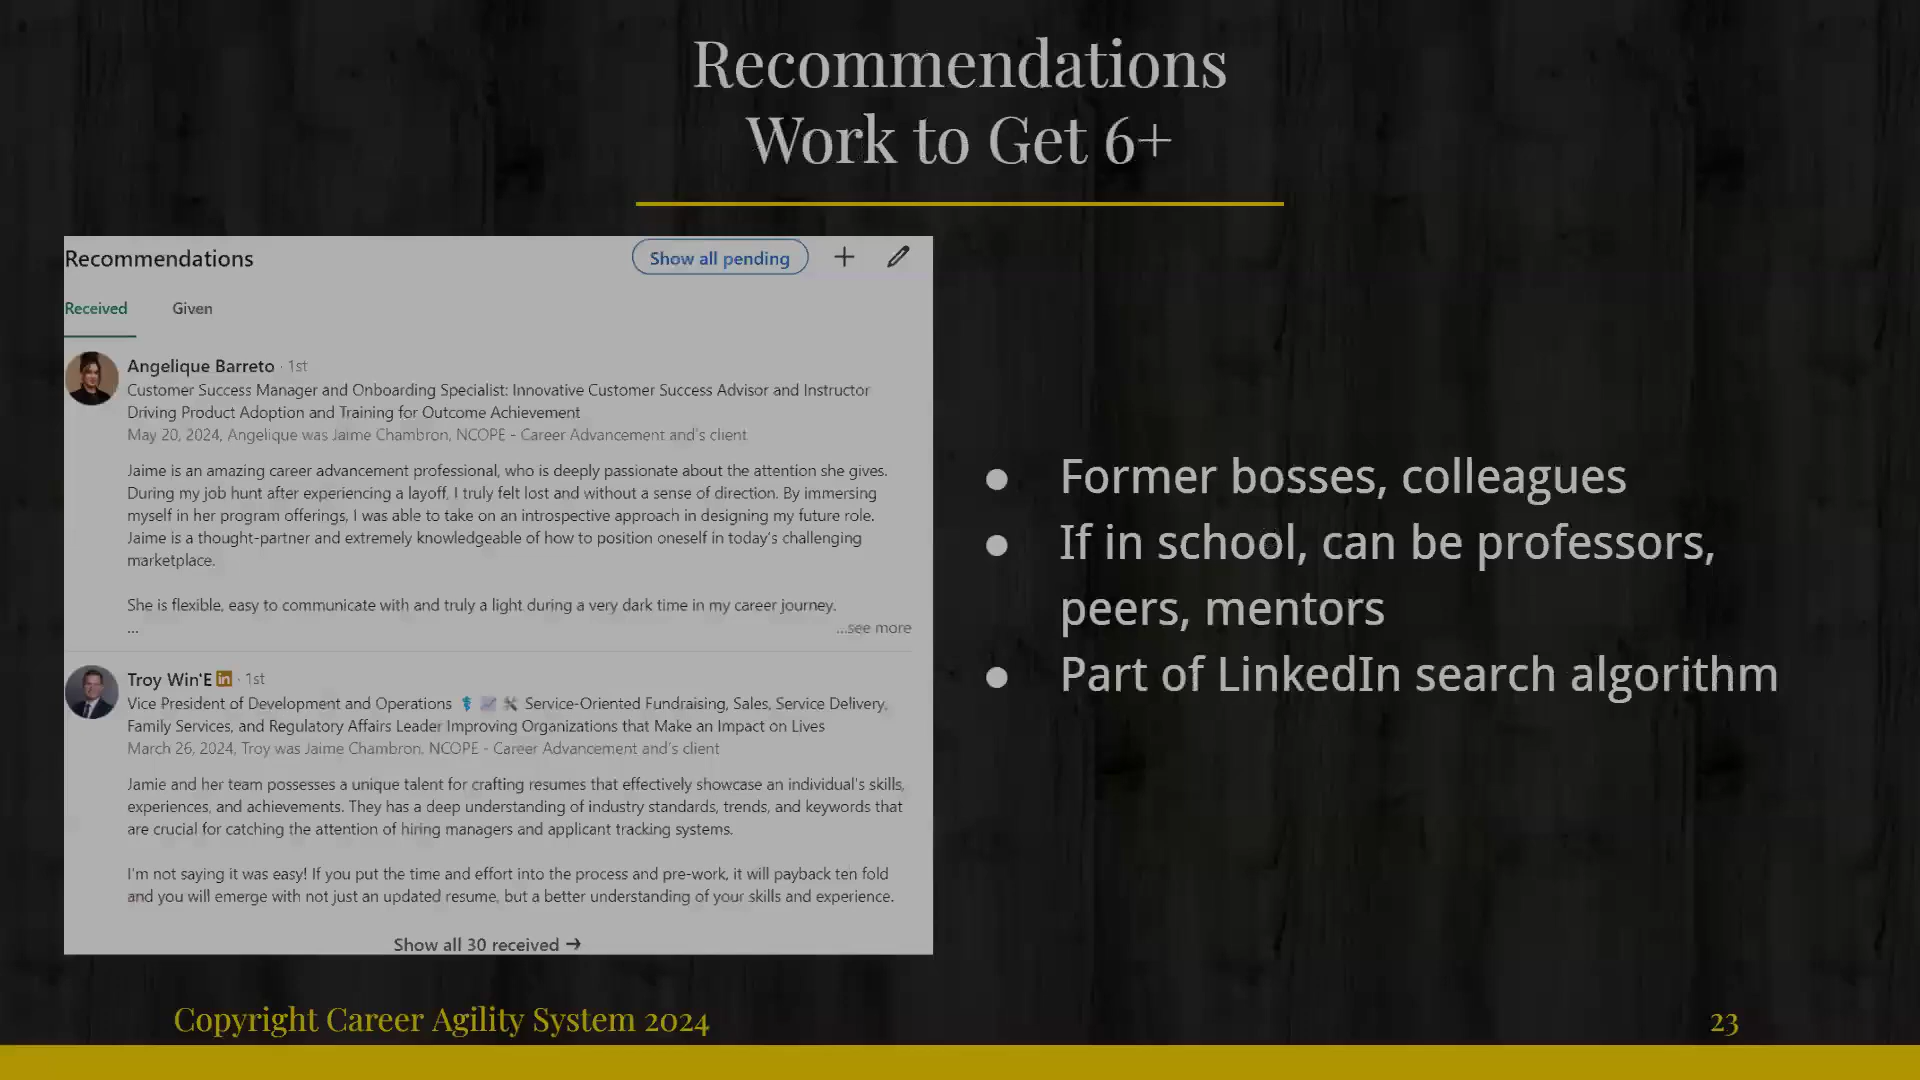 Recommendations
Work to Get 6+
Recommendations
Show all pending
Received Given
Angelique Barreto · 1st
Customer Success Manager and Onboarding Specialist: Innovative Customer Success Advisor and Instructor
Driving Product Adoption and Training for Outcome Achievement
May 20, 2024, Angelique was Jaime Chambron, NCOPE - Career Advancement and's client
Jaime is an amazing career advancement professional, who is deeply passionate about the attention she gives.
During my job hunt after experiencing a layoff, I truly felt lost and without a sense of direction. By immersing
myself in her program offerings, I was able to take on an introspective approach in designing my future role.
Jaime is a thought-partner and extremely knowledgeable of how to position oneself in today's challenging
marketplace.
She is flexible, easy to communicate with and truly a light during a very dark time in my career journey.
...
...see more
Troy Win'E in · 1st
Vice President of Development and Operations Service-Oriented Fundraising, Sales, Service Delivery,
Family Services, and Regulatory Affairs Leader Improving Organizations that Make an Impact on Lives
March 26, 2024, Troy was Jaime Chambron, NCOPE - Career Advancement and's client
Jamie and her team possesses a unique talent for crafting resumes that effectively showcase an individual's skills,
experiences, and achievements. They has a deep understanding of industry standards, trends, and keywords that
are crucial for catching the attention of hiring managers and applicant tracking systems.
I'm not saying it was easy! If you put the time and effort into the process and pre-work, it will payback ten fold
and you will emerge with not just an updated resume, but a better understanding of your skills and experience.
Show all 30 received →
● Former bosses, colleagues
● If in school, can be professors,
peers, mentors
● Part of LinkedIn search algorithm
Copyright Career Agility System 2024
23